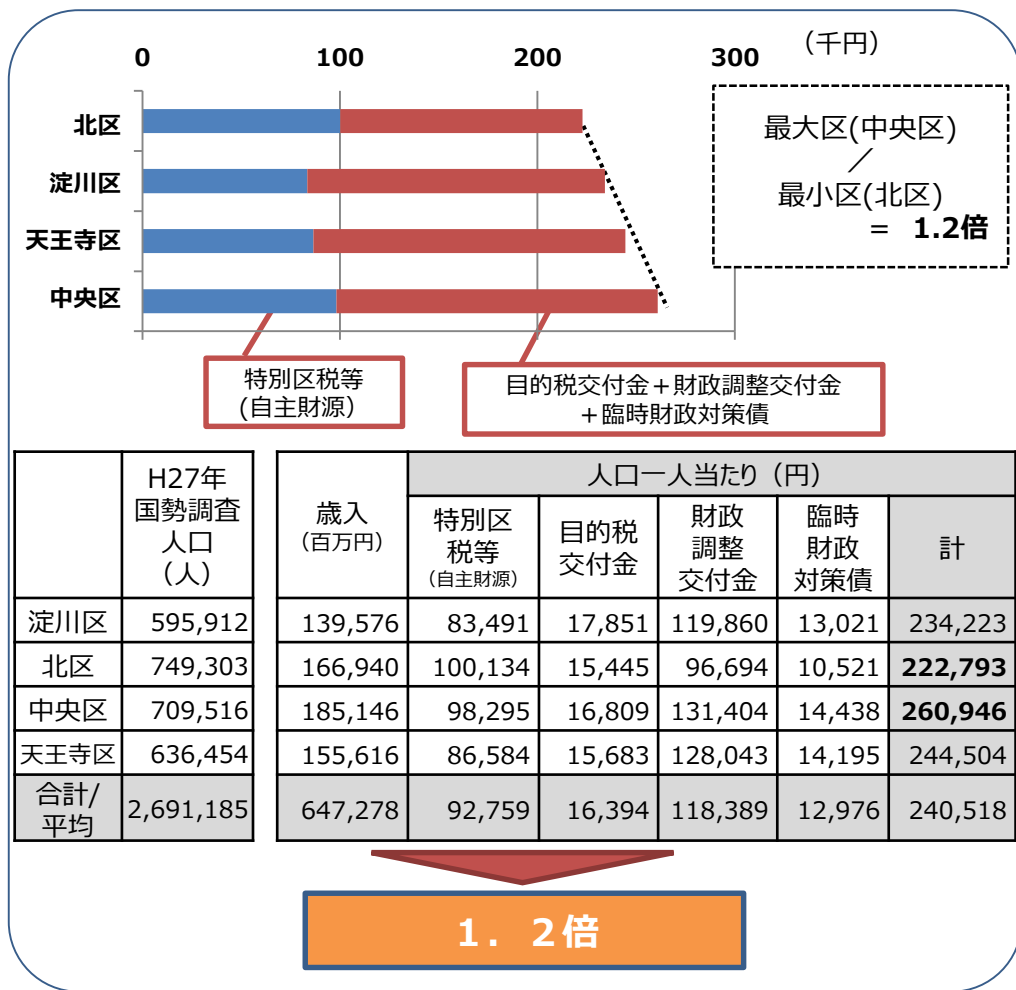 （千円）
0 100 200 300
北区
淀川区
天王寺区
中央区
最大区(中央区)
／
最小区(北区)
= 1.2倍
特別区税等
(自主財源)
目的税交付金＋財政調整交付金
＋臨時財政対策債
H27年
国勢調査
人口
（人）
歳入
（百万円）
人口一人当たり（円）
特別区
税等
（自主財源）
目的税
交付金
財政
調整
交付金
臨時
財政
対策債
計
淀川区 595,912 139,576 83,491 17,851 119,860 13,021 234,223
北区 749,303 166,940 100,134 15,445 96,694 10,521 222,793
中央区 709,516 185,146 98,295 16,809 131,404 14,438 260,946
天王寺区 636,454 155,616 86,584 15,683 128,043 14,195 244,504
合計/
平均 2,691,185 647,278 92,759 16,394 118,389 12,976 240,518
１．２倍